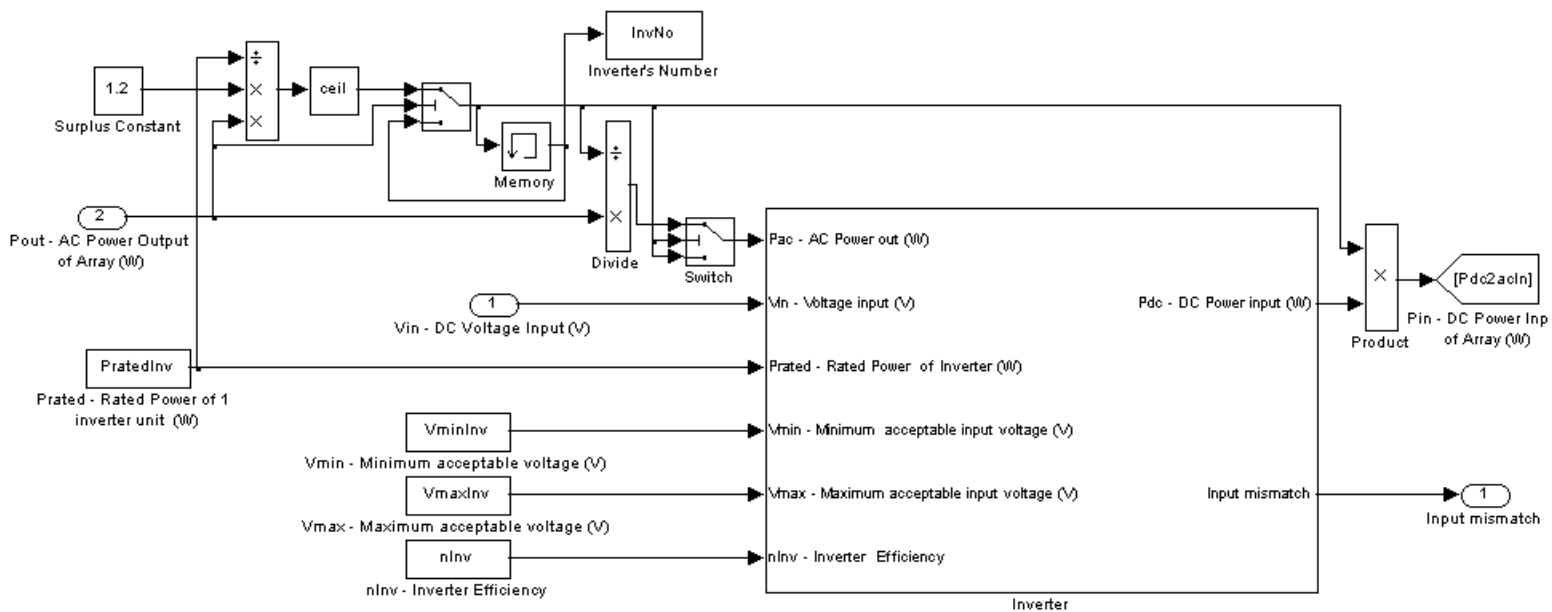 InvNo
Inverter's Number
÷
1.2
×
ceil
×
Surplus Constant
Memory
÷
2
×
Pout - AC Power Output
of Array (W)
Divide
Switch
Pac - AC Power out (W)
1
Vin - DC Voltage Input (V)
Vin - Voltage input (V)
Pdc - DC Power input (W)
×
Product
[Pdc2acIn]
Pin - DC Power Inp
of Array (W)
PratedInv
Prated - Rated Power of 1
inverter unit (W)
Prated - Rated Power of Inverter (W)
VminInv
Vmin - Minimum acceptable voltage (V)
Vmin - Minimum acceptable input voltage (V)
VmaxInv
Vmax - Maximum acceptable voltage (V)
Vmax - Maximum acceptable input voltage (V)
Input mismatch
1
Input mismatch
nInv
nInv - Inverter Efficiency
nInv - Inverter Efficiency
Inverter